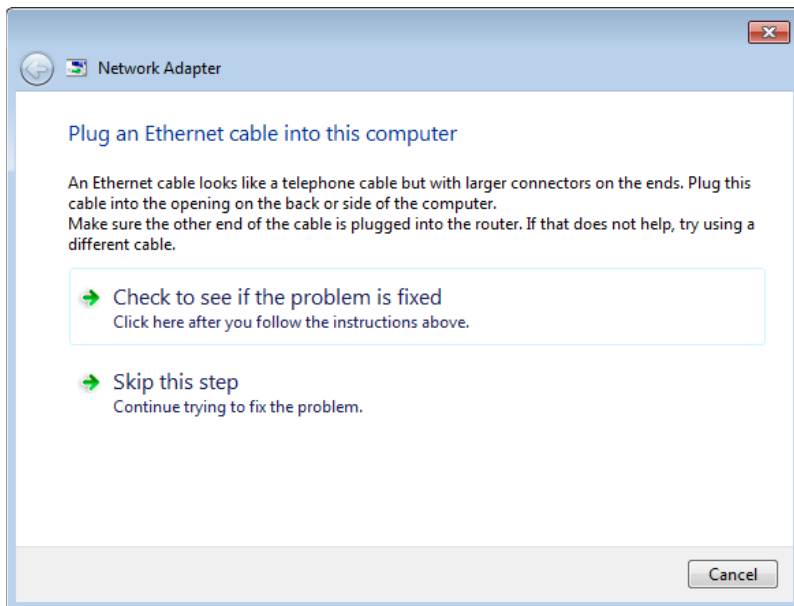 Network Adapter
Plug an Ethernet cable into this computer
An Ethernet cable looks like a telephone cable but with larger connectors on the ends. Plug this
cable into the opening on the back or side of the computer.
Make sure the other end of the cable is plugged into the router. If that does not help, try using a
different cable.
Check to see if the problem is fixed
Click here after you follow the instructions above.
Skip this step
Continue trying to fix the problem.
Cancel